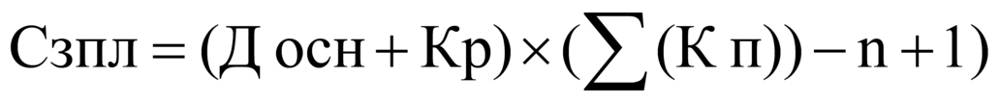 Сзпл = (Д осн + Кр) × (∑(К п)) – n + 1)